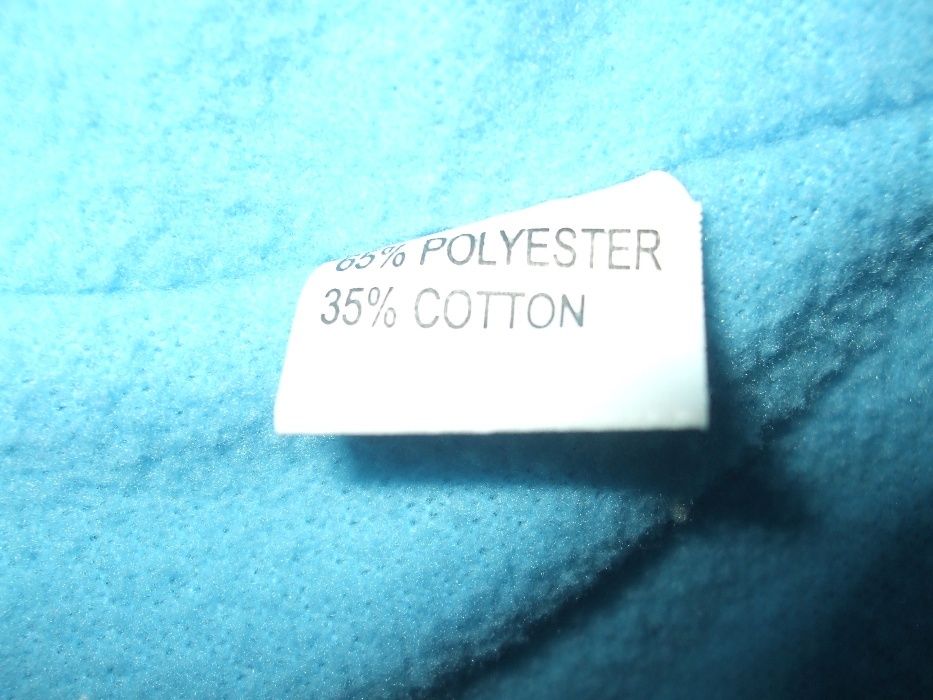 65% POLYESTER
35% COTTON